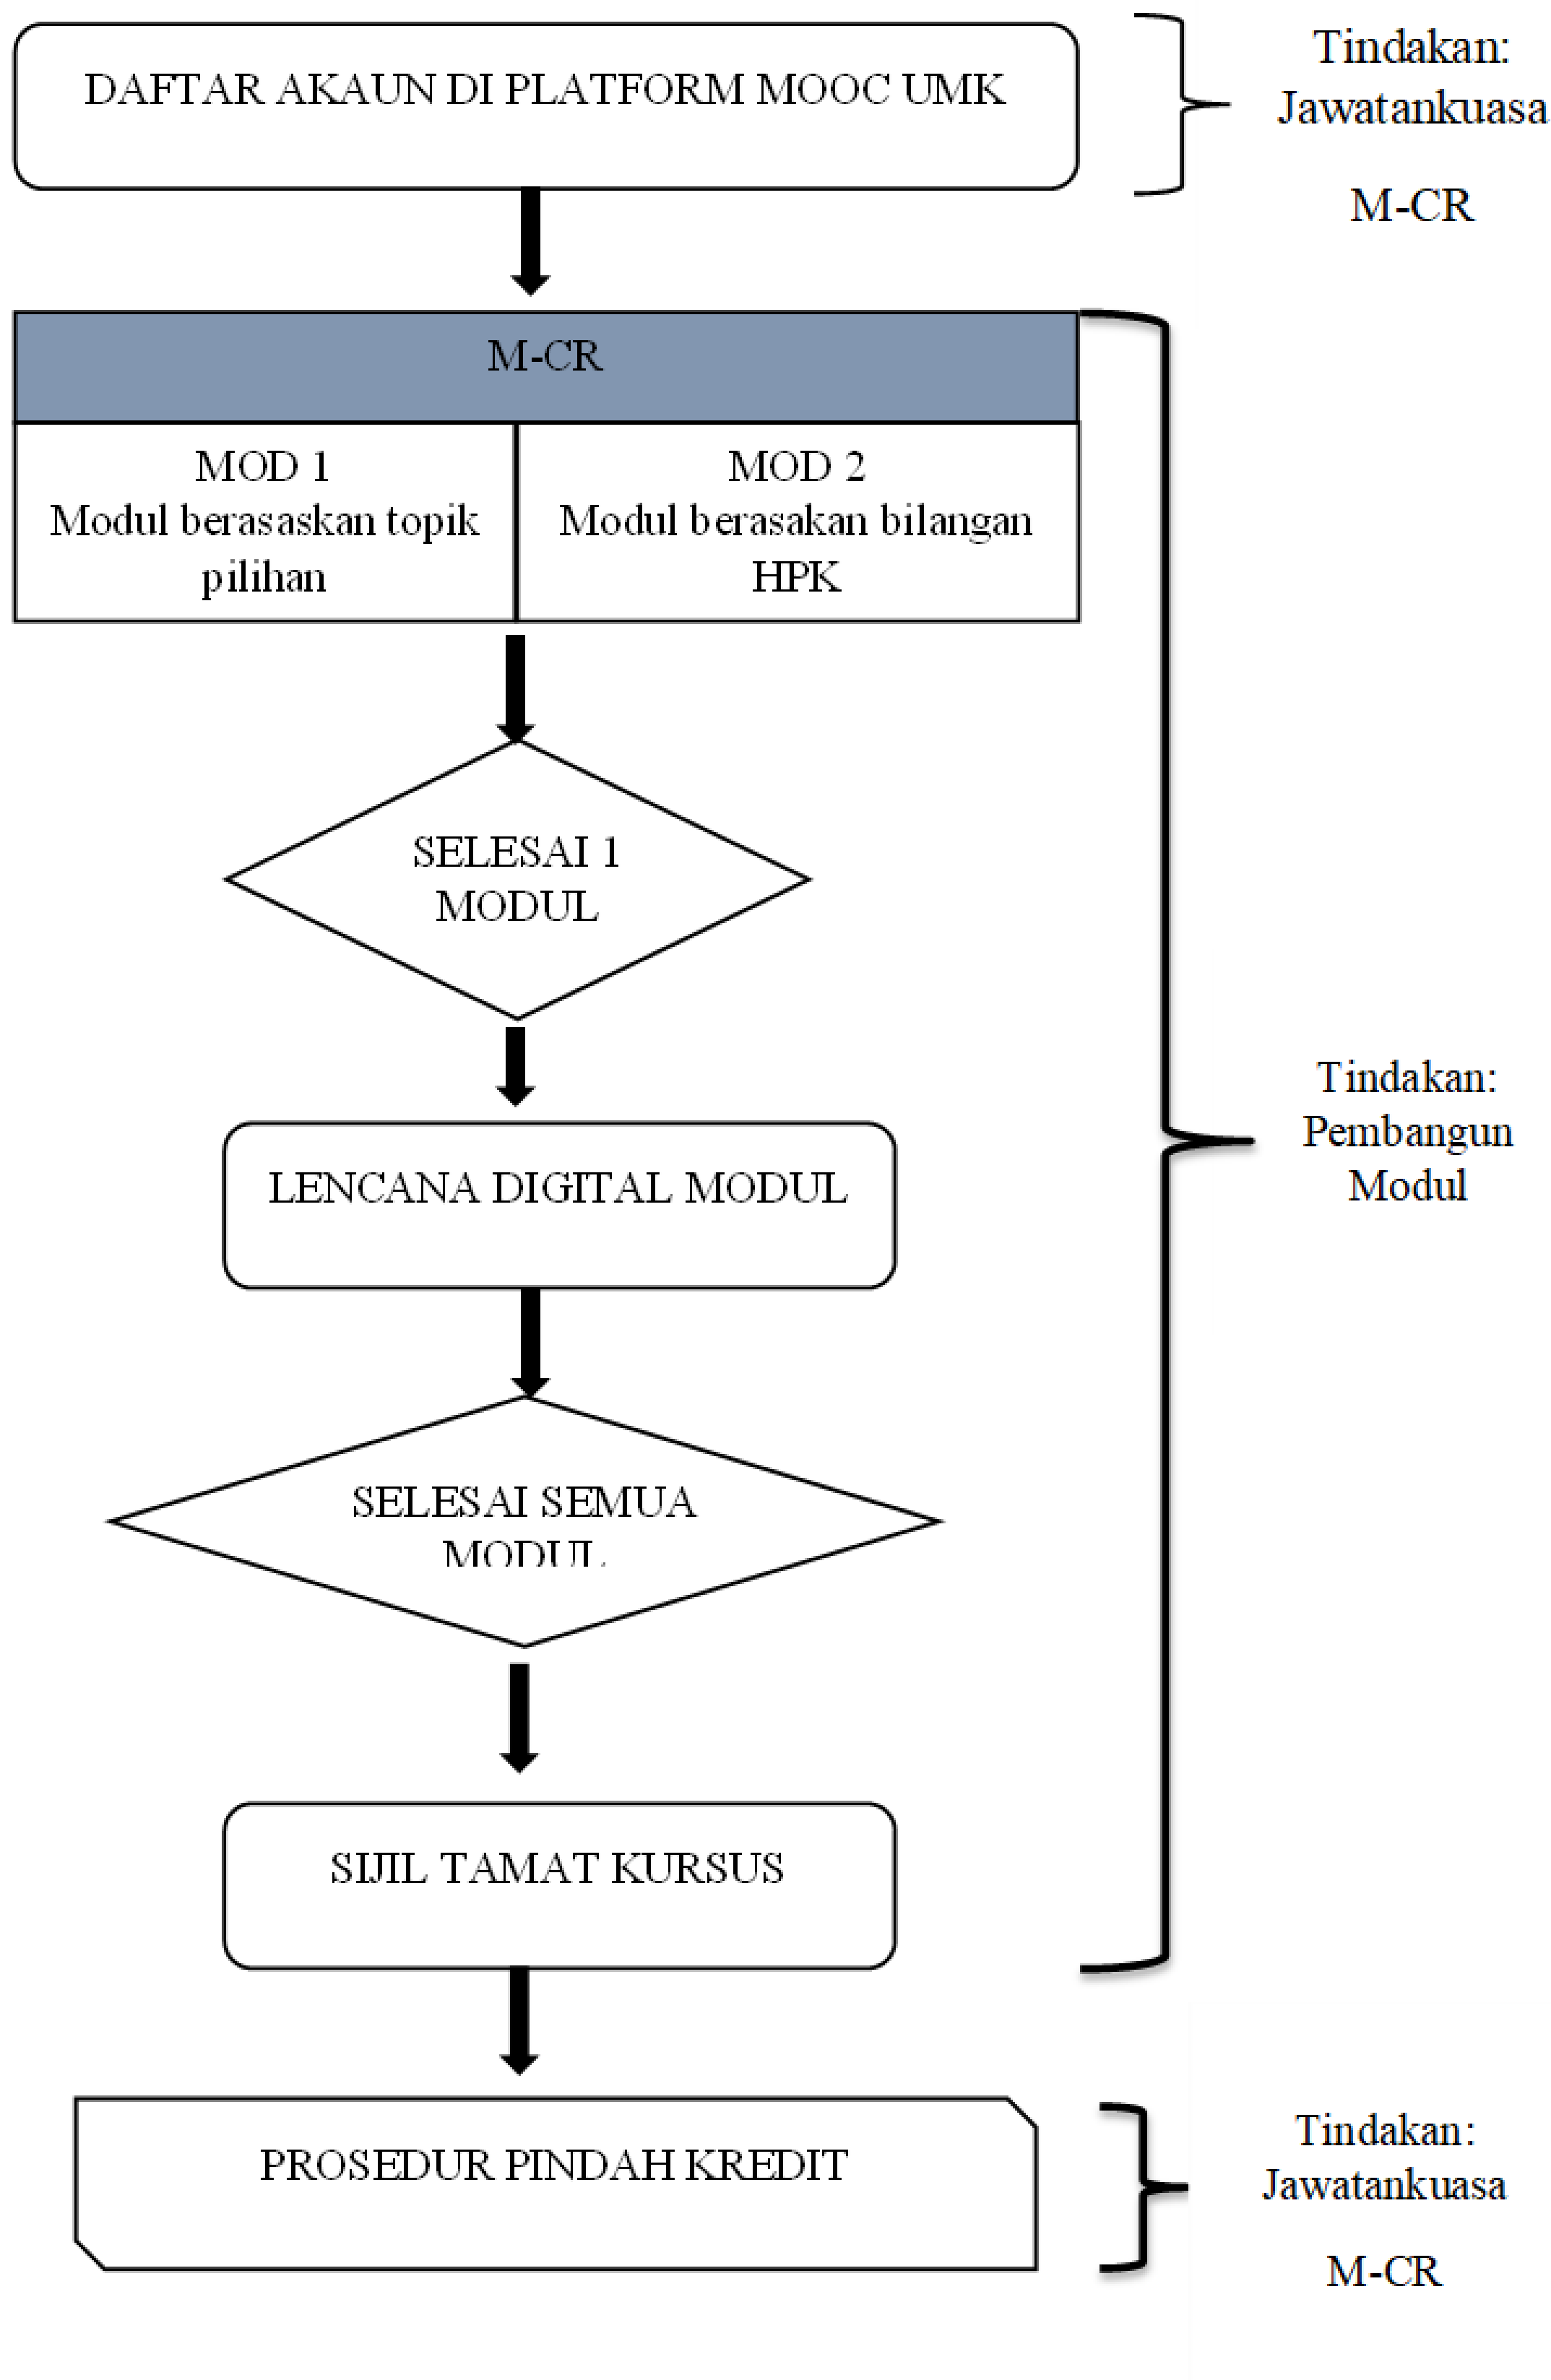 DAFTAR AKAUN DI PLATFORM MOOC UMK
Tindakan:
Jawatankuasa
M-CR
M-CR
MOD 1
Modul berasaskan topik
pilihan
MOD 2
Modul berasakan bilangan
HPK
SELESAI 1
MODUL
LENCANA DIGITAL MODUL
Tindakan:
Pembangun
Modul
SELESAI SEMUA
MODUL
SIJIL TAMAT KURSUS
PROSEDUR PINDAH KREDIT
Tindakan:
Jawatankuasa
M-CR